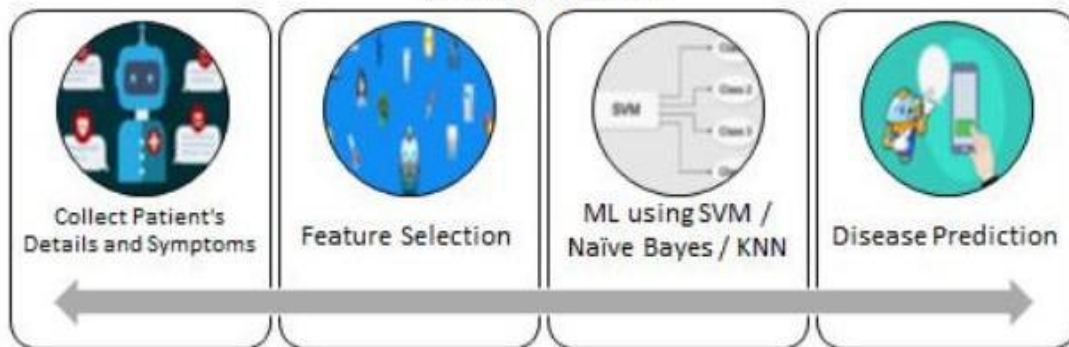 Collect Patient's
Details and Symptoms
Feature Selection
SVM
Class 2
Class 3
ML using SVM /
Naïve Bayes / KNN
Disease Prediction